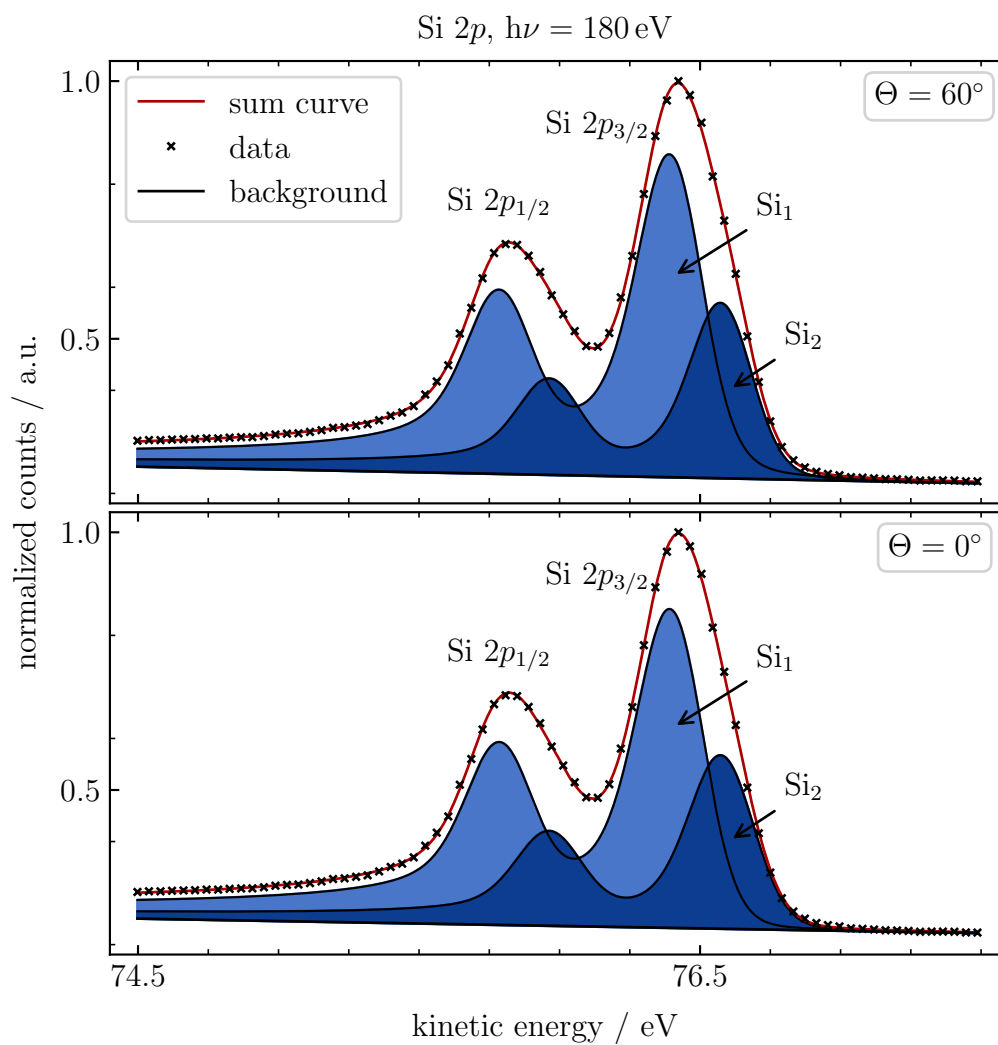 Si 2p, hν = 180 eV
sum curve
data
background
Θ = 60°
Si 2p₃/₂
Si 2p₁/₂
Si₁
Si₂
1.0
0.5
Θ = 0°
Si 2p₃/₂
Si 2p₁/₂
Si₁
Si₂
1.0
0.5
74.5
76.5
normalized counts / a.u.
kinetic energy / eV